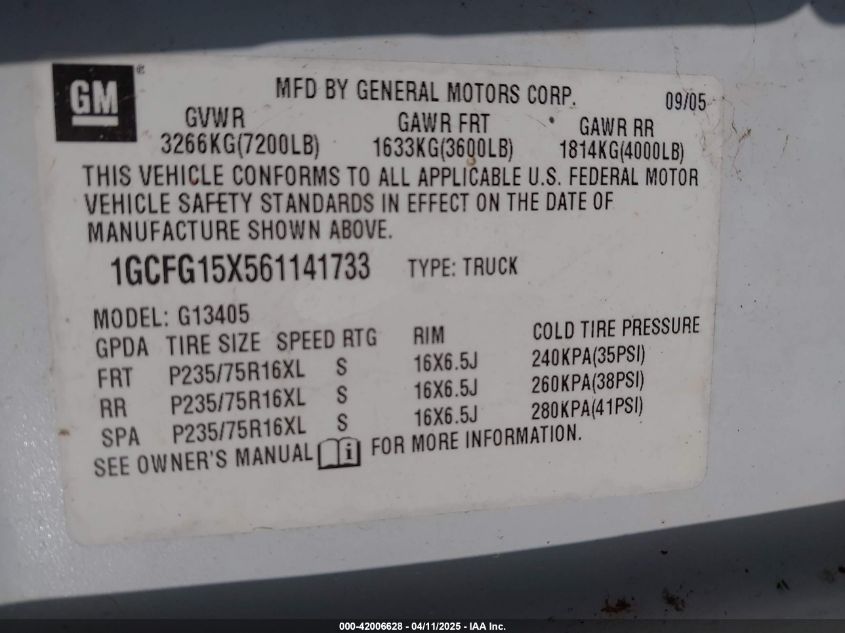 GM
MFD BY GENERAL MOTORS CORP. 09/05
GVWR GAWR FRT GAWR RR
3266KG(7200LB) 1633KG(3600LB) 1814KG(4000LB)
THIS VEHICLE CONFORMS TO ALL APPLICABLE U.S. FEDERAL MOTOR
VEHICLE SAFETY STANDARDS IN EFFECT ON THE DATE OF
MANUFACTURE SHOWN ABOVE.
1GCFG15X561141733 TYPE: TRUCK
MODEL: G13405
GPDA TIRE SIZE SPEED RTG RIM COLD TIRE PRESSURE
FRT P235/75R16XL S 16X6.5J 240KPA(35PSI)
RR P235/75R16XL S 16X6.5J 260KPA(38PSI)
SPA P235/75R16XL S 16X6.5J 280KPA(41PSI)
SEE OWNER'S MANUAL i FOR MORE INFORMATION.
000-42006628 - 04/11/2025 - IAA Inc.